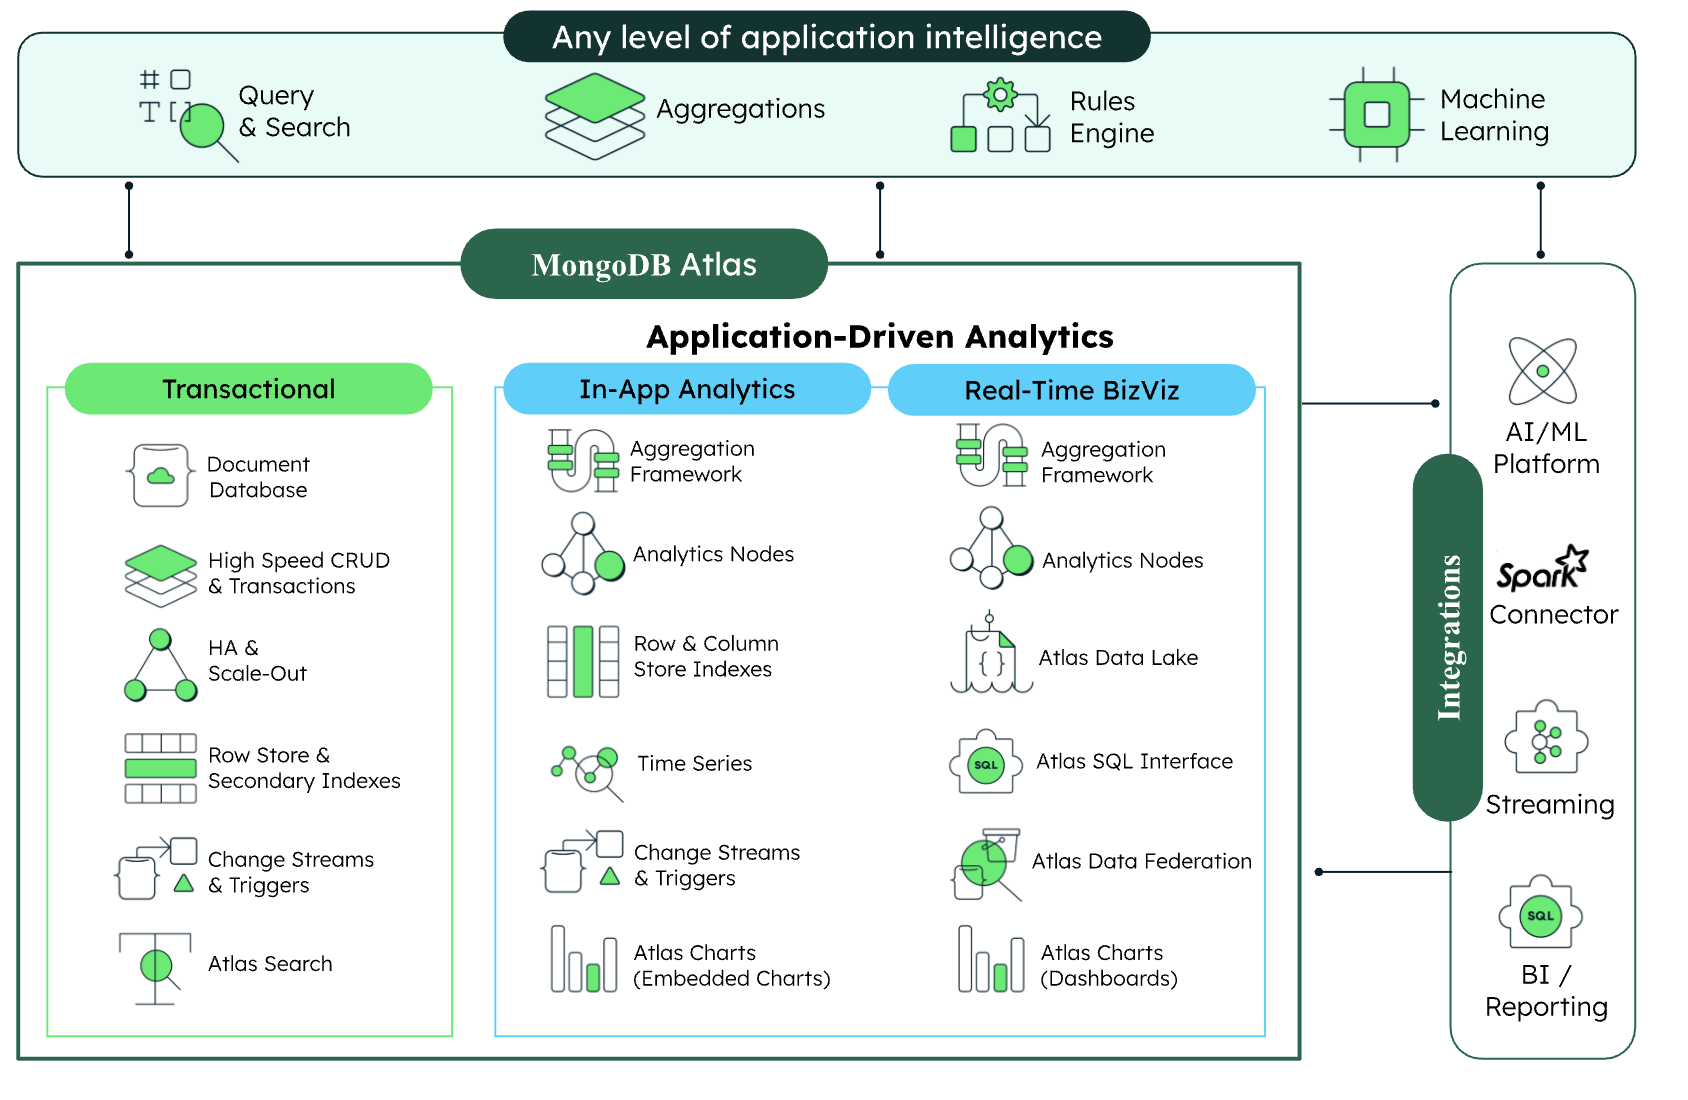 Any level of application intelligence
Query
& Search
Aggregations
Rules
Engine
Machine
Learning
MongoDB Atlas
Application-Driven Analytics
Transactional
Document
Database
High Speed CRUD
& Transactions
HA &
Scale-Out
Row Store &
Secondary Indexes
Change Streams
& Triggers
Atlas Search
In-App Analytics
Aggregation
Framework
Analytics Nodes
Row & Column
Store Indexes
Time Series
Change Streams
& Triggers
Atlas Charts
(Embedded Charts)
Real-Time BizViz
Aggregation
Framework
Analytics Nodes
Atlas Data Lake
SQL
Atlas SQL Interface
Atlas Data Federation
Atlas Charts
(Dashboards)
Integrations
AI/ML
Platform
Spark
Connector
Streaming
SQL
BI /
Reporting